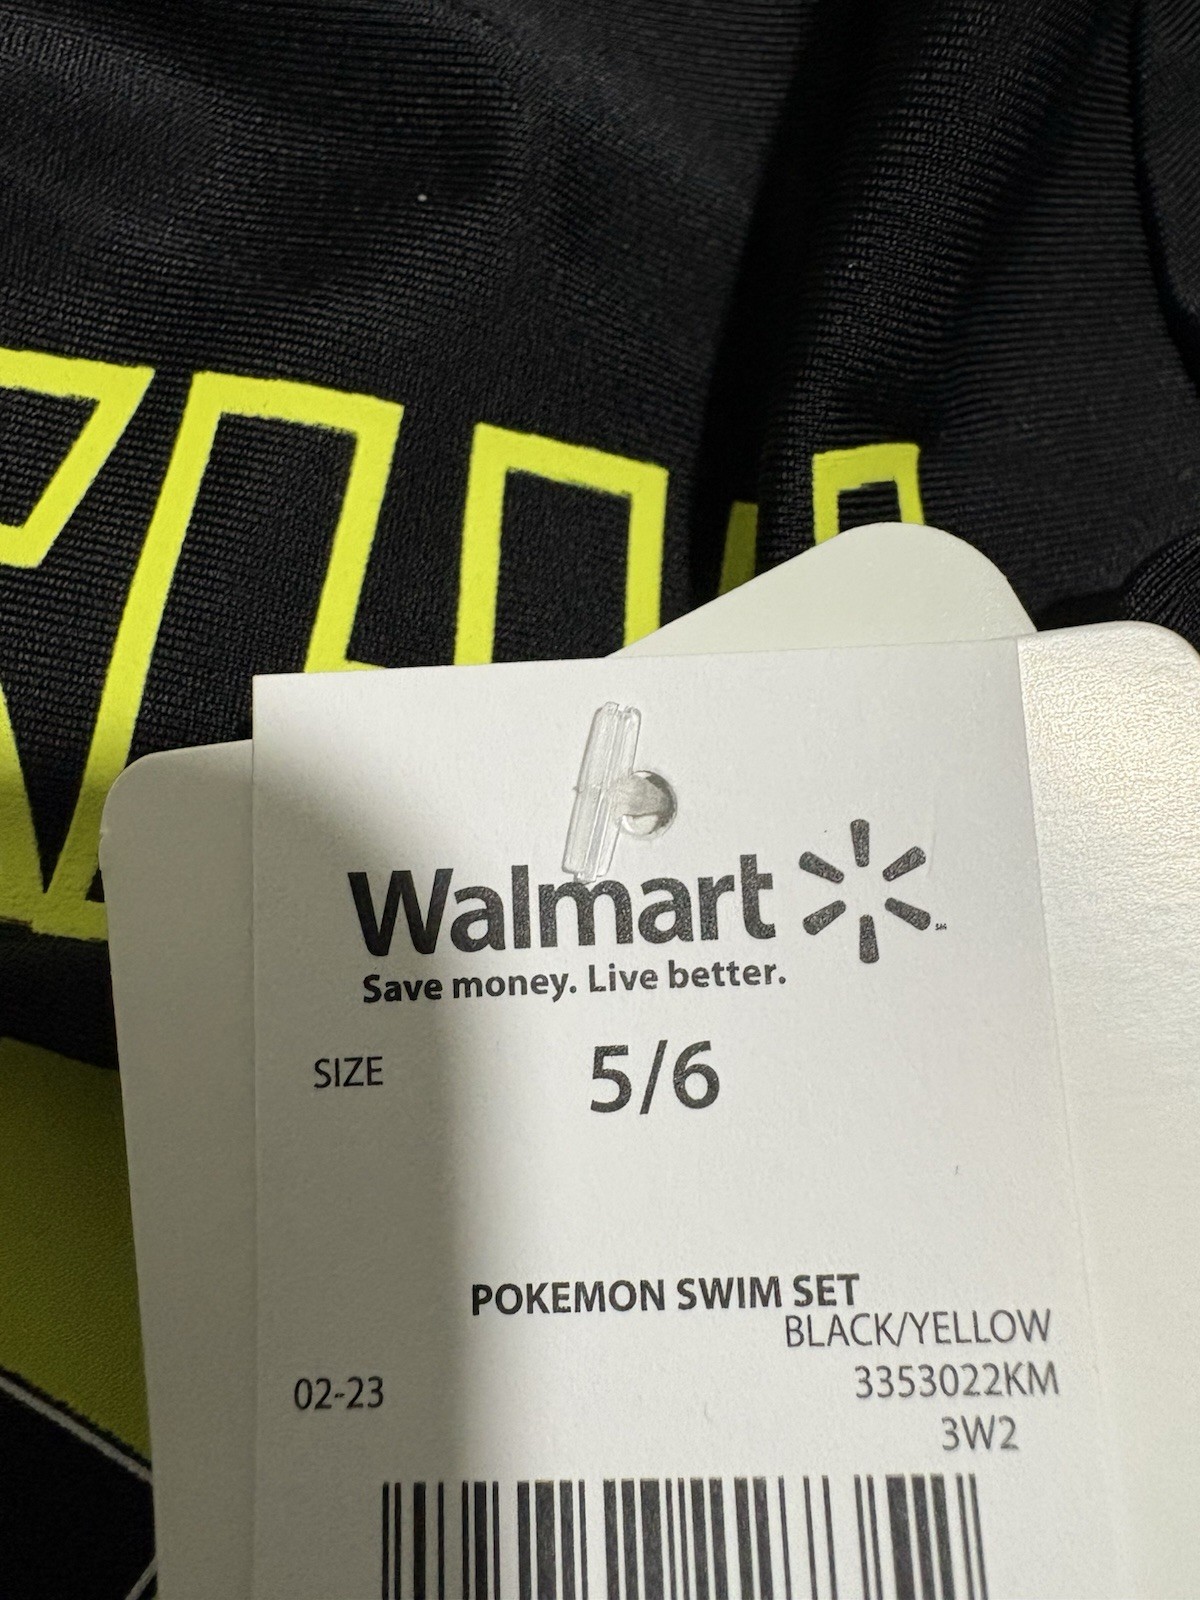 Walmart
Save money. Live better.
SIZE 5/6
POKEMON SWIM SET
BLACK/YELLOW
02-23 3353022KM
3W2